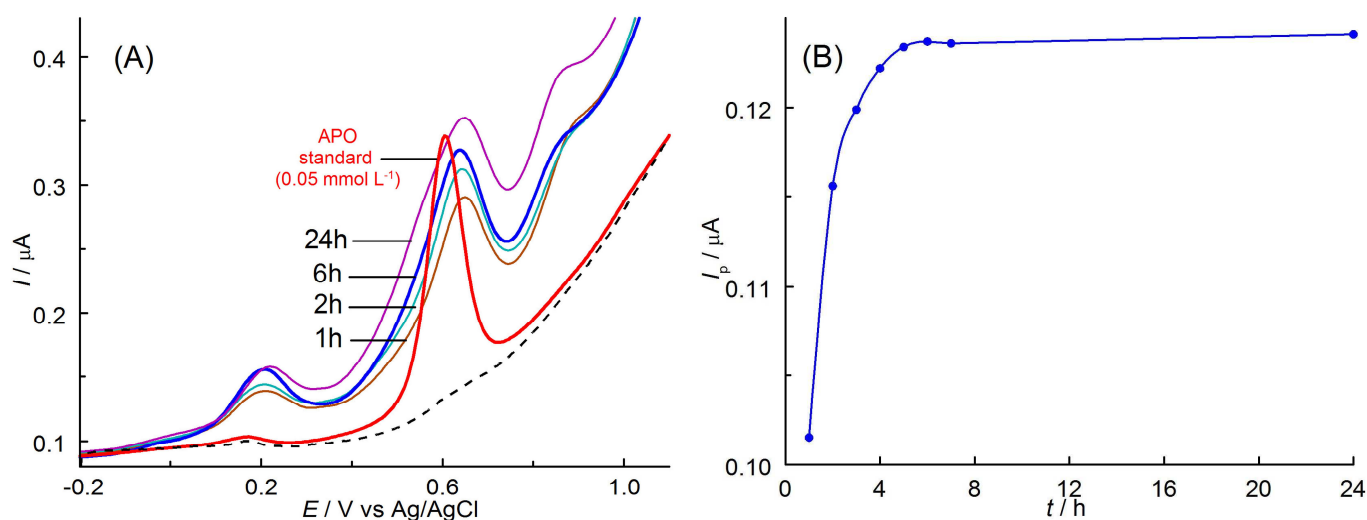 (A)
0.4
0.3
0.2
0.1
I / μA
APO
standard
(0.05 mmol L⁻¹)
24h
6h
2h
1h
-0.2
0.2
0.6
1.0
E / V vs Ag/AgCl
(B)
0.12
0.11
0.10
Iₚ / μA
0
4
8
12
16
20
24
t / h